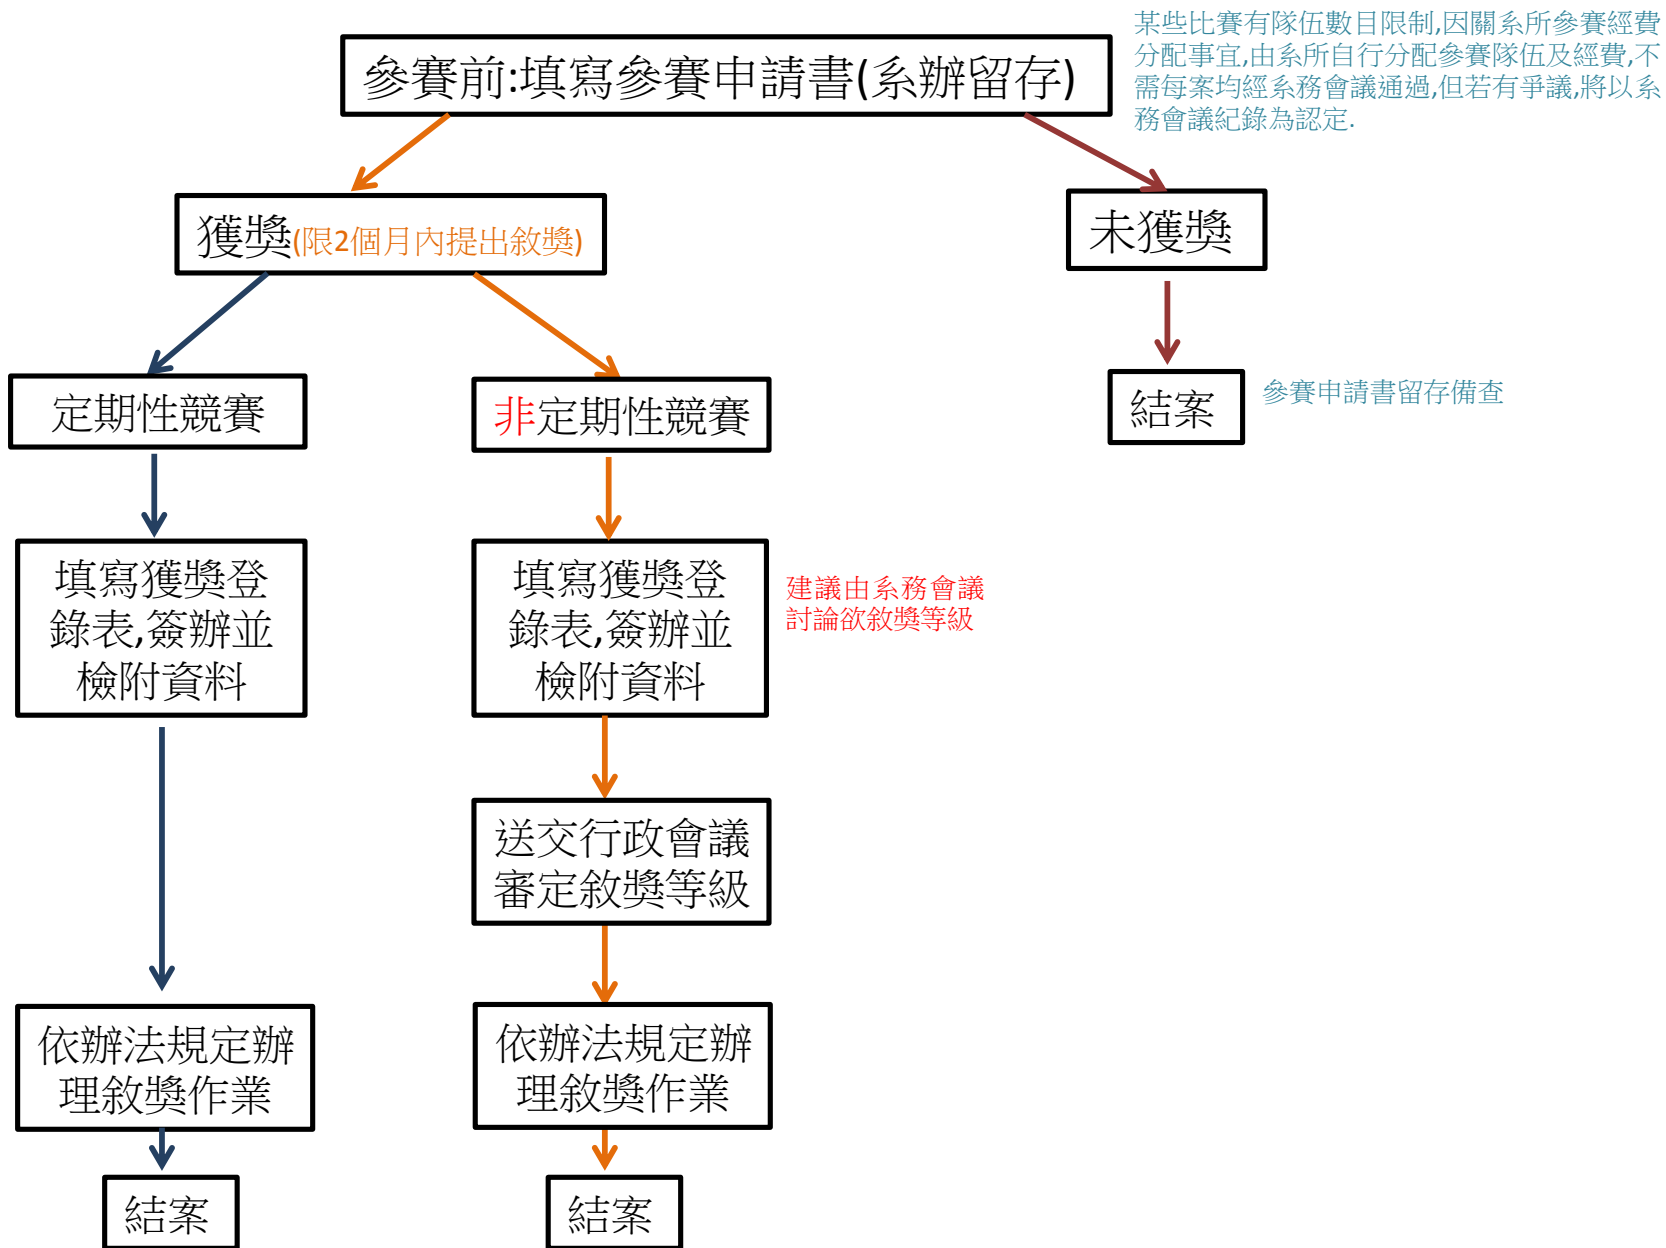 參賽前:填寫參賽申請書(系辦留存)
某些比賽有隊伍數目限制,因關系所參賽經費
分配事宜,由系所自行分配參賽隊伍及經費,不
需每案均經系務會議通過,但若有爭議,將以系
務會議紀錄為認定.
獲獎(限2個月內提出敘獎)
未獲獎
定期性競賽
非定期性競賽
結案
參賽申請書留存備查
填寫獲獎登
錄表,簽辦並
檢附資料
填寫獲獎登
錄表,簽辦並
檢附資料
建議由系務會議
討論欲敘獎等級
送交行政會議
審定敘獎等級
依辦法規定辦
理敘獎作業
依辦法規定辦
理敘獎作業
結案
結案